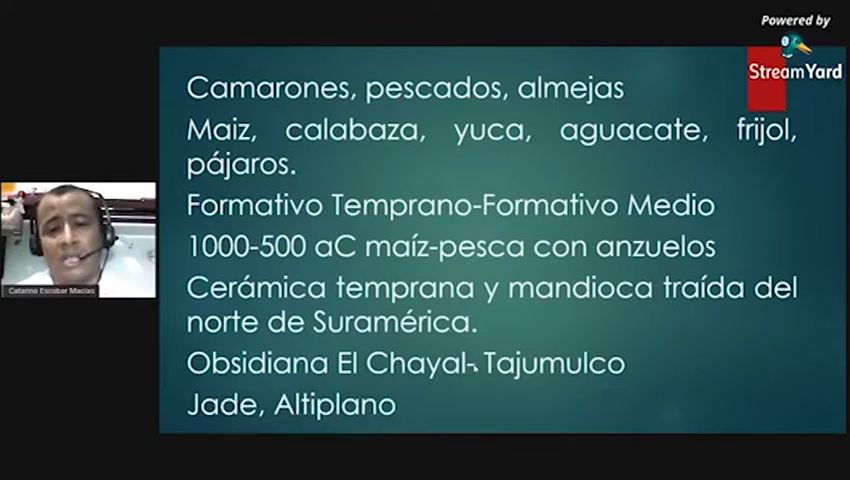 Powered by
StreamYard
Camarones, pescados, almejas
Maiz, calabaza, yuca, aguacate, frijol,
pájaros.
Formativo Temprano-Formativo Medio
1000-500 aC maíz-pesca con anzuelos
Cerámica temprana y mandioca traída del
norte de Suramérica.
Obsidiana El Chayal- Tajumulco
Jade, Altiplano
Catarino Escobar Macias